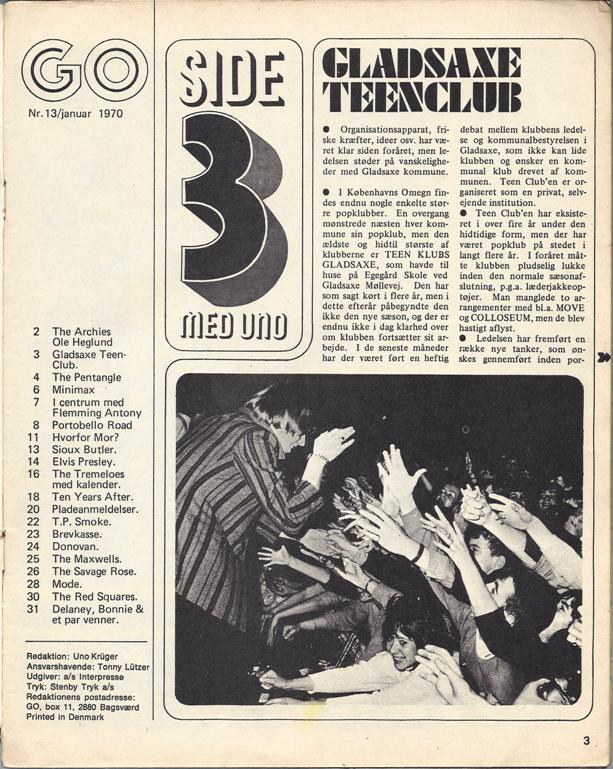 GO
Nr.13/januar 1970
2 The Archies
Ole Heglund
3 Gladsaxe Teen-
Club.
4 The Pentangle
6 Minimax
7 I centrum med
Flemming Antony
8 Portobello Road
11 Hvorfor Mor?
13 Sioux Butler.
14 Elvis Presley.
16 The Tremeloes
med kalender.
18 Ten Years After.
20 Pladeanmeldelser.
22 T.P. Smoke.
23 Brevkasse.
24 Donovan.
25 The Maxwells.
26 The Savage Rose.
28 Mode.
30 The Red Squares.
31 Delaney, Bonnie &
et par venner.
Redaktion: Uno Krüger
Ansvarshavende: Tonny Lützer
Udgiver: a/s Interpresse
Tryk: Stenby Tryk a/s
Redaktionens postadresse:
GO, box 11, 2880 Bagsværd
Printed in Denmark
SIDE
3
MED UNO
GLADSAXE
TEENCLUB
● Organisationsapparat, fri-
ske kræfter, ideer osv. har væ-
ret klar siden foråret, men le-
delsen støder på vanskelighe-
der med Gladsaxe kommune.
● I Københavns Omegn fin-
des endnu nogle enkelte stør-
re popklubber. En overgang
mønstrede næsten hver kom-
mune sin popklub, men den
ældste og hidtil største af
klubberne er TEEN KLUBS
GLADSAXE, som havde til
huse på Egegård Skole ved
Gladsaxe Møllevej. Den har
som sagt kørt i flere år, men i
dette efterår påbegyndte den
ikke den nye sæson, og der er
endnu ikke i dag klarhed over
om klubben fortsætter sit ar-
bejde. I de seneste måneder
har der været ført en heftig
debat mellem klubbens ledel-
se og kommunalbestyrelsen i
Gladsaxe, som ikke kan lide
klubben og ønsker en kom-
munal klub drevet af kom-
munen. Teen Club'en er or-
ganiseret som en privat, selv-
ejende institution.
● Teen Club'en har eksiste-
ret i over fire år under den
hidtidige form, men der har
været popklub på stedet i
langt flere år. I foråret måt-
te klubben pludselig lukke
inden den normale sæsonaf-
slutning, p.g.a. læderjakkeop-
tøjer. Man manglede to ar-
rangementer med bl.a. MOVE
og COLLOSEUM, men de blev
hastigt aflyst.
● Ledelsen har fremført en
række nye tanker, som øn-
skes gennemført inden por-
3